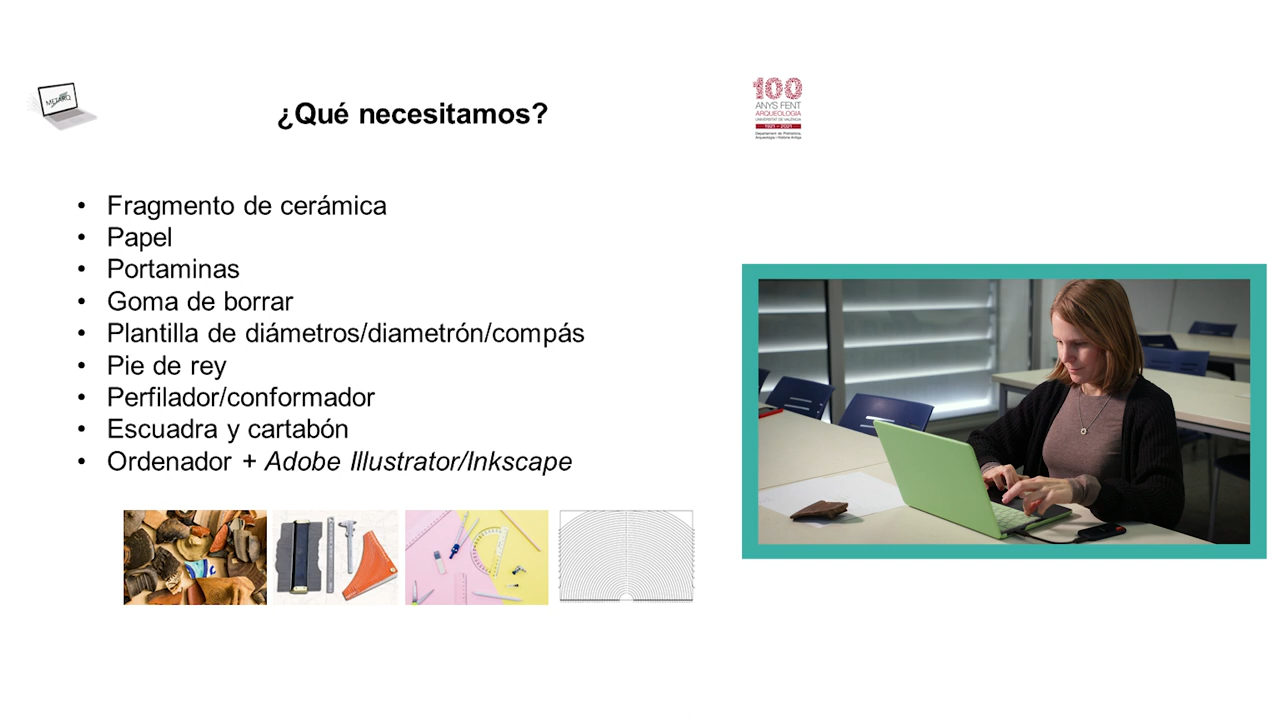 METARQ
¿Qué necesitamos?
100
ANYS FENT
ARQUEOLOGIA
UNIVERSITAT DE VALÈNCIA
1921 - 2021
Departament de Prehistòria,
Arqueologia i Història Antiga
• Fragmento de cerámica
• Papel
• Portaminas
• Goma de borrar
• Plantilla de diámetros/diametrón/compás
• Pie de rey
• Perfilador/conformador
• Escuadra y cartabón
• Ordenador + Adobe Illustrator/Inkscape